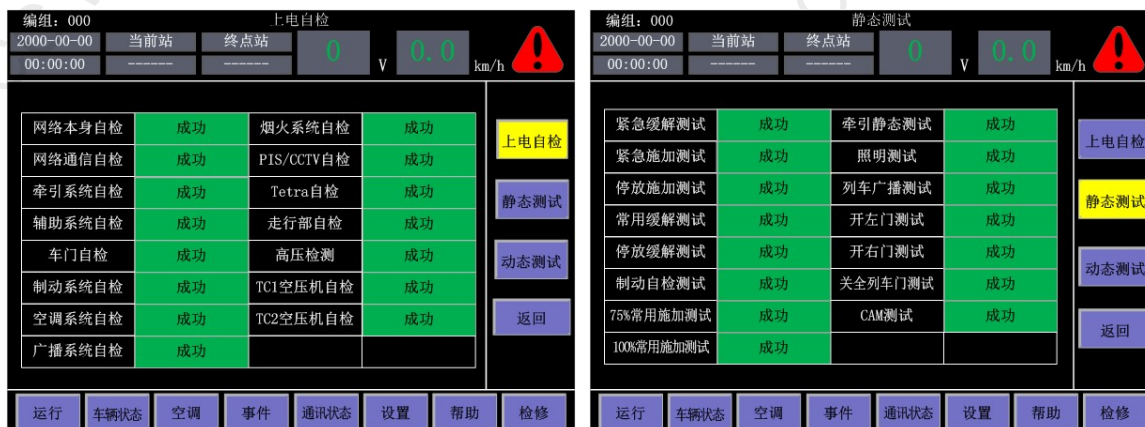 编组：000 上电自检
2000-00-00 当前站 终点站 0 V 0.0 km/h
00:00:00 ------ ------
网络本身自检 成功 烟火系统自检 成功
网络通信自检 成功 PIS/CCTV自检 成功
牵引系统自检 成功 Tetra自检 成功
辅助系统自检 成功 走行部自检 成功
车门自检 成功 高压检测 成功
制动系统自检 成功 TC1空压机自检 成功
空调系统自检 成功 TC2空压机自检 成功
广播系统自检 成功
上电自检
静态测试
动态测试
返回
运行 车辆状态 空调 事件 通讯状态 设置 帮助 检修
编组：000 静态测试
2000-00-00 当前站 终点站 0 V 0.0 km/h
00:00:00 ------ ------
紧急缓解测试 成功 牵引静态测试 成功
紧急施加测试 成功 照明测试 成功
停放施加测试 成功 列车广播测试 成功
常用缓解测试 成功 开左门测试 成功
停放缓解测试 成功 开右门测试 成功
制动自检测试 成功 关全列车门测试 成功
75%常用施加测试 成功 CAM测试 成功
100%常用施加测试 成功
上电自检
静态测试
动态测试
返回
运行 车辆状态 空调 事件 通讯状态 设置 帮助 检修